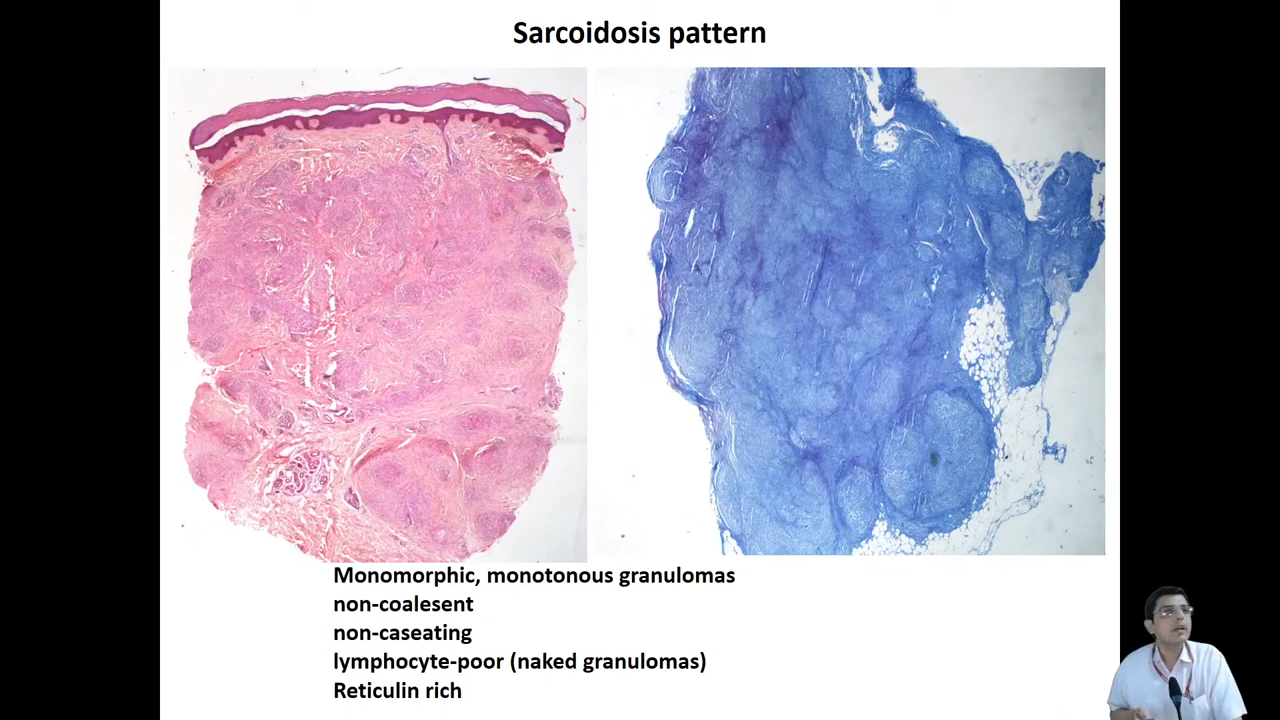 Sarcoidosis pattern
Monomorphic, monotonous granulomas
non-coalesent
non-caseating
lymphocyte-poor (naked granulomas)
Reticulin rich